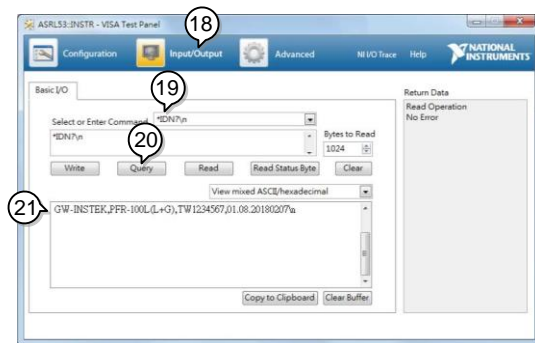 ASRL53::INSTR - VISA Test Panel
18
Configuration Input/Output Advanced NI I/O Trace Help NATIONAL INSTRUMENTS
Basic I/O
Return Data
Read Operation
No Error
19
Select or Enter Command *IDN?\n
*IDN?\n
Bytes to Read
1024
20
Write Query Read Read Status Byte Clear
View mixed ASCII/hexadecimal
21
GW-INSTEK,PFR-100L(L+G),TW1234567,01.08.20180207\n
Copy to Clipboard Clear Buffer